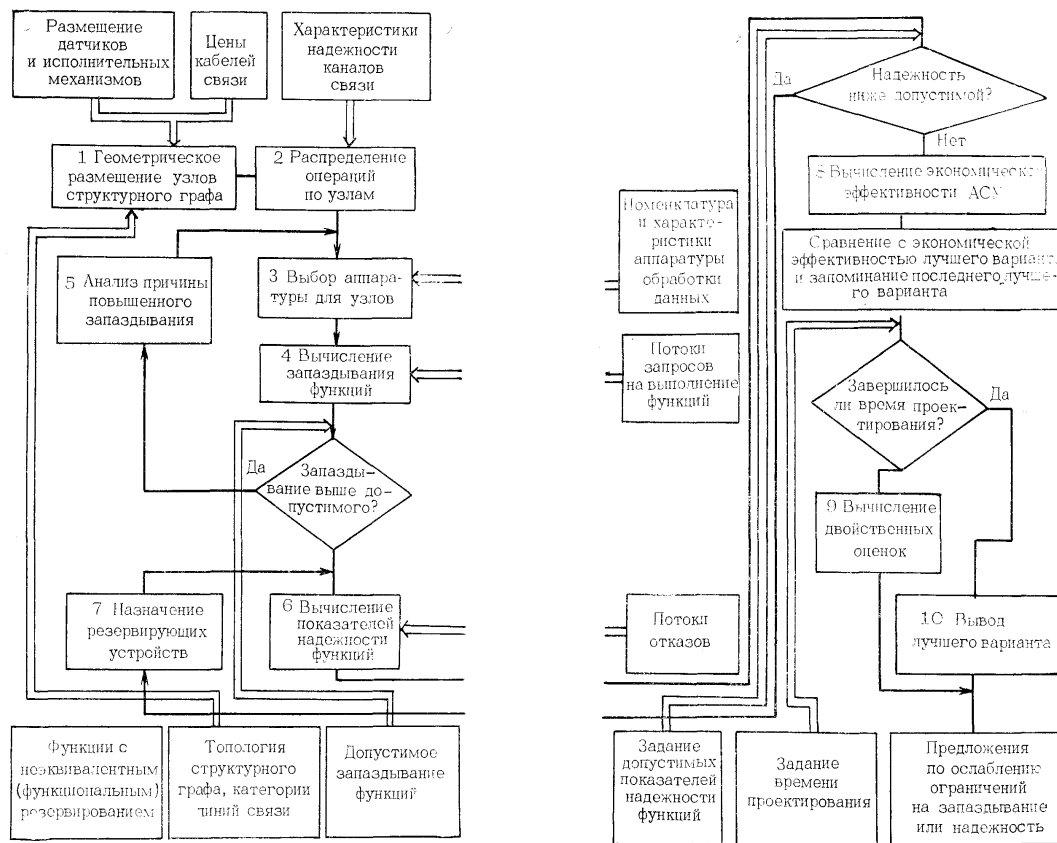 Размещение
датчиков
и исполнительных
механизмов
Цены
кабелей
связи
Характеристики
надежности
каналов
связи
1 Геометрическое
размещение узлов
структурного графа
2 Распределение
операций
по узлам
5 Анализ причины
повышенного
запаздывания
3 Выбор аппара-
туры для узлов
4 Вычисление
запаздывания
функций
Да
Запазды-
вание выше до-
пустимого?
7 Назначение
резервирующих
устройств
6 Вычисление
показателей
надежности
функций
Функции с
неэквивалентным
(функциональным)
резервированием
Топология
структурного
графа, категории
линий связи
Допустимое
запаздывание
функций
Да
Надежность
ниже допустимой?
Нет
8 Вычисление экономическ
эффективности АСУ
Номенклатура
и характе-
ристики
аппаратуры
обработки
данных
Сравнение с экономической
эффективностью лучшего варианта
и запоминание последнего лучше-
го варианта
Потоки
запросов
на выполнение
функций
Завершилось
ли время проек-
тирования?
Да
9 Вычисление
двойственных
оценок
Потоки
отказов
10 Вывод
лучшего варианта
Задание
допустимых
показателей
надежности
функций
Задание
времени
проектирования
Предложения
по ослаблению
ограничений
на запаздывание
или надежность